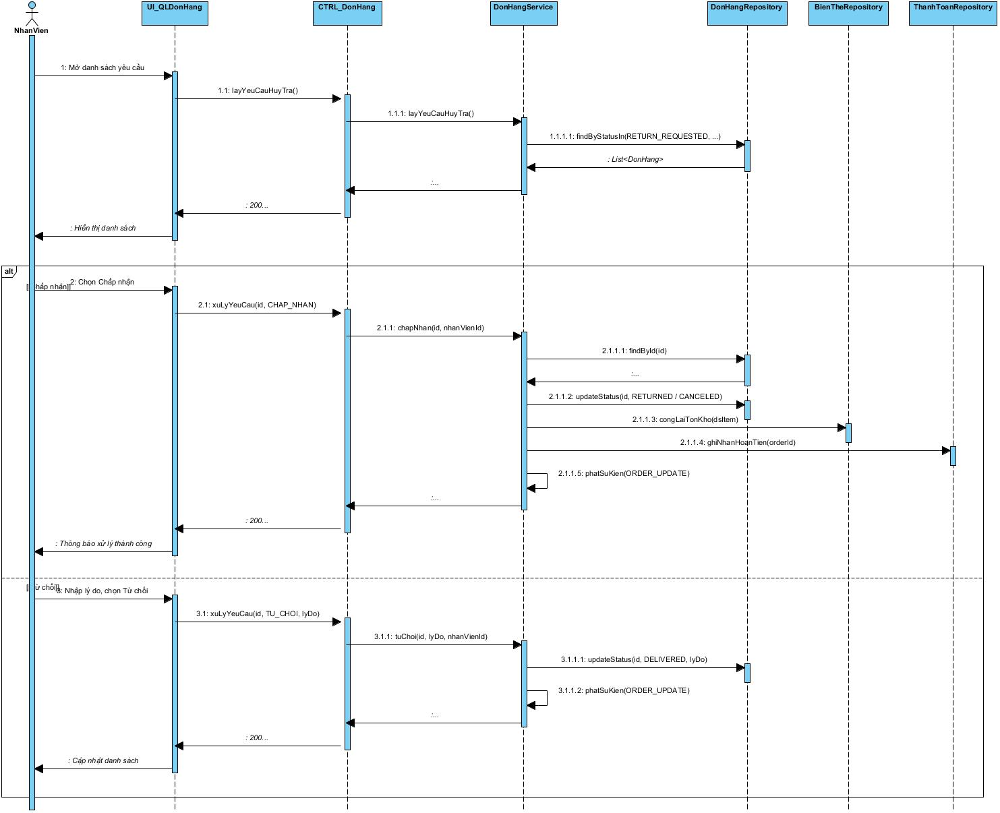 UI_QLDonHang
CTRL_DonHang
DonHangService
DonHangRepository
BienTheRepository
ThanhToanRepository
NhanVien
1: Mở danh sách yêu cầu
1.1: layYeuCauHuyTra()
1.1.1: layYeuCauHuyTra()
1.1.1.1: findByStatusIn(RETURN_REQUESTED, ...)
: List<DonHang>
:...
: 200...
: Hiển thị danh sách
alt
2: Chọn Chấp nhận
nhận]]
2.1: xuLyYeuCau(id, CHAP_NHAN)
2.1.1: chapNhan(id, nhanVienId)
2.1.1.1: findById(id)
:...
2.1.1.2: updateStatus(id, RETURNED / CANCELED)
2.1.1.3: congLaiTonKho(dsItem)
2.1.1.4: ghiNhanHoanTien(orderId)
2.1.1.5: phatSuKien(ORDER_UPDATE)
:...
: 200...
: Thông báo xử lý thành công
chối]]
3: Nhập lý do, chọn Từ chối
3.1: xuLyYeuCau(id, TU_CHOI, lyDo)
3.1.1: tuChoi(id, lyDo, nhanVienId)
3.1.1.1: updateStatus(id, DELIVERED, lyDo)
3.1.1.2: phatSuKien(ORDER_UPDATE)
:...
: 200...
: Cập nhật danh sách